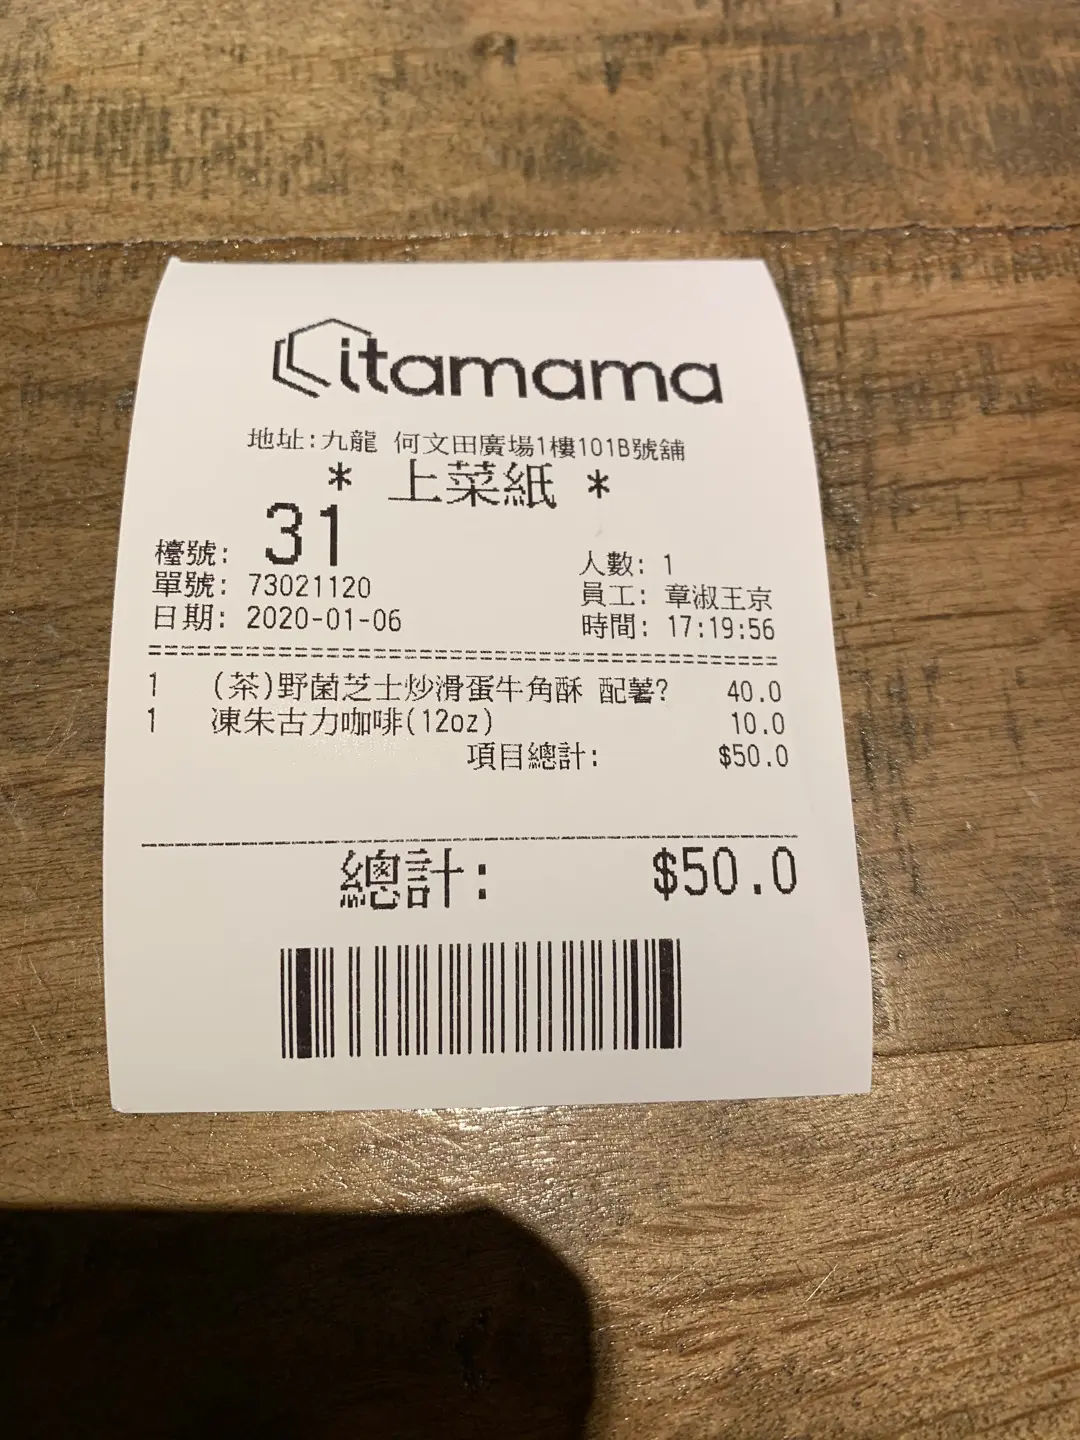 itamama
地址:九龍 何文田廣場1樓101B號舖
* 上菜紙 *
檯號: 31
人數: 1
單號: 73021120
員工: 章淑王京
日期: 2020-01-06
時間: 17:19:56
1 (茶)野菌芝士炒滑蛋牛角酥 配薯? 40.0
1 凍朱古力咖啡(12oz) 10.0
項目總計: $50.0
總計: $50.0